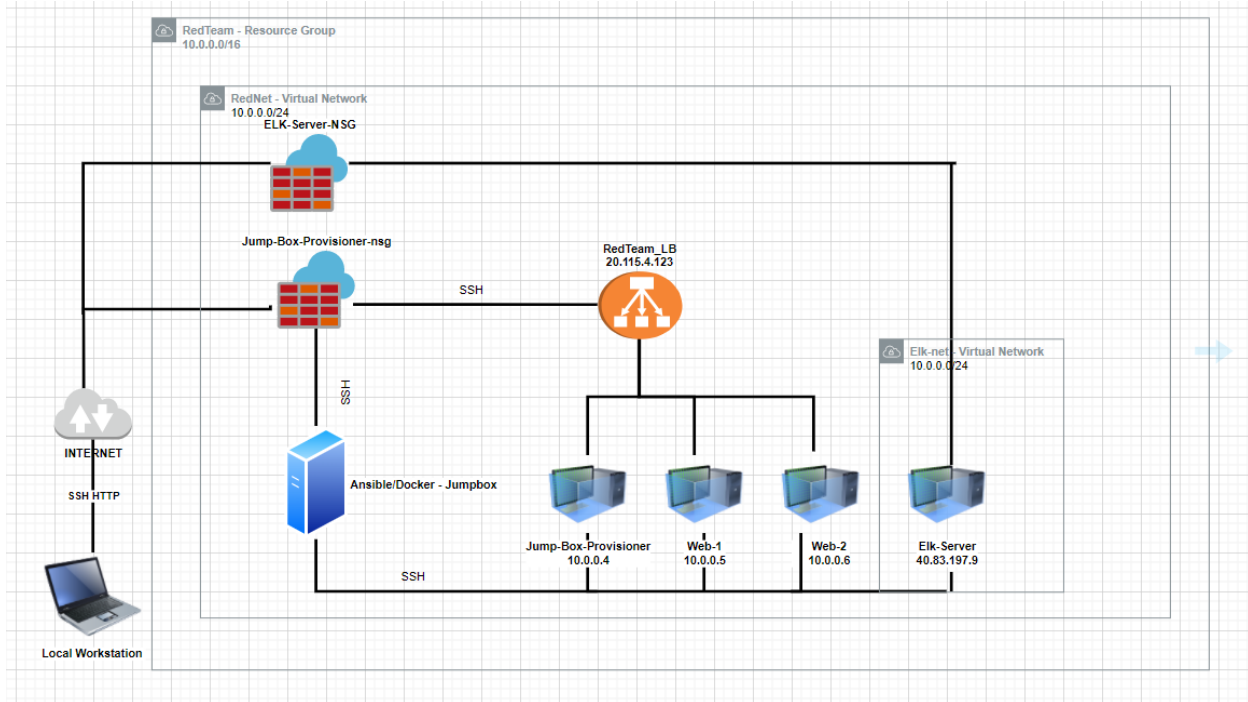 RedTeam - Resource Group
10.0.0.0/16
RedNet - Virtual Network
10.0.0.0/24
ELK-Server-NSG
Jump-Box-Provisioner-nsg
RedTeam_LB
20.115.4.123
SSH
Elk-net - Virtual Network
10.0.0.0/24
SSH
INTERNET
SSH HTTP
Ansible/Docker - Jumpbox
Jump-Box-Provisioner
10.0.0.4
Web-1
10.0.0.5
Web-2
10.0.0.6
Elk-Server
40.83.197.9
SSH
Local Workstation